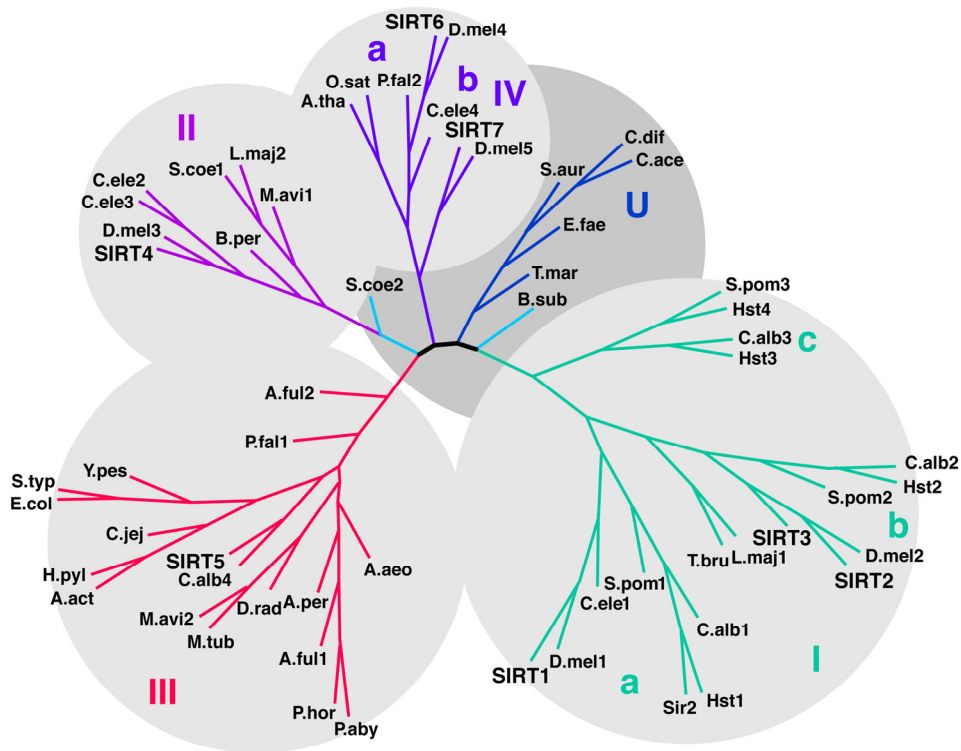 SIRT6
D.mel4
a
O.sat
P.fal2
b
IV
A.tha
C.ele4
SIRT7
D.mel5
II
L.maj2
S.coe1
C.ele2
M.avi1
C.ele3
D.mel3
B.per
SIRT4
S.coe2
C.dif
C.ace
S.aur
U
E.fae
T.mar
B.sub
S.pom3
Hst4
C.alb3
c
Hst3
A.ful2
P.fal1
Y.pes
S.typ
E.col
C.jej
SIRT5
C.alb4
H.pyl
A.act
A.aeo
D.rad
A.per
M.avi2
M.tub
A.ful1
III
P.hor
P.aby
C.alb2
Hst2
S.pom2
b
SIRT3
D.mel2
T.bru
L.maj1
SIRT2
S.pom1
C.ele1
C.alb1
D.mel1
SIRT1
I
a
Sir2
Hst1